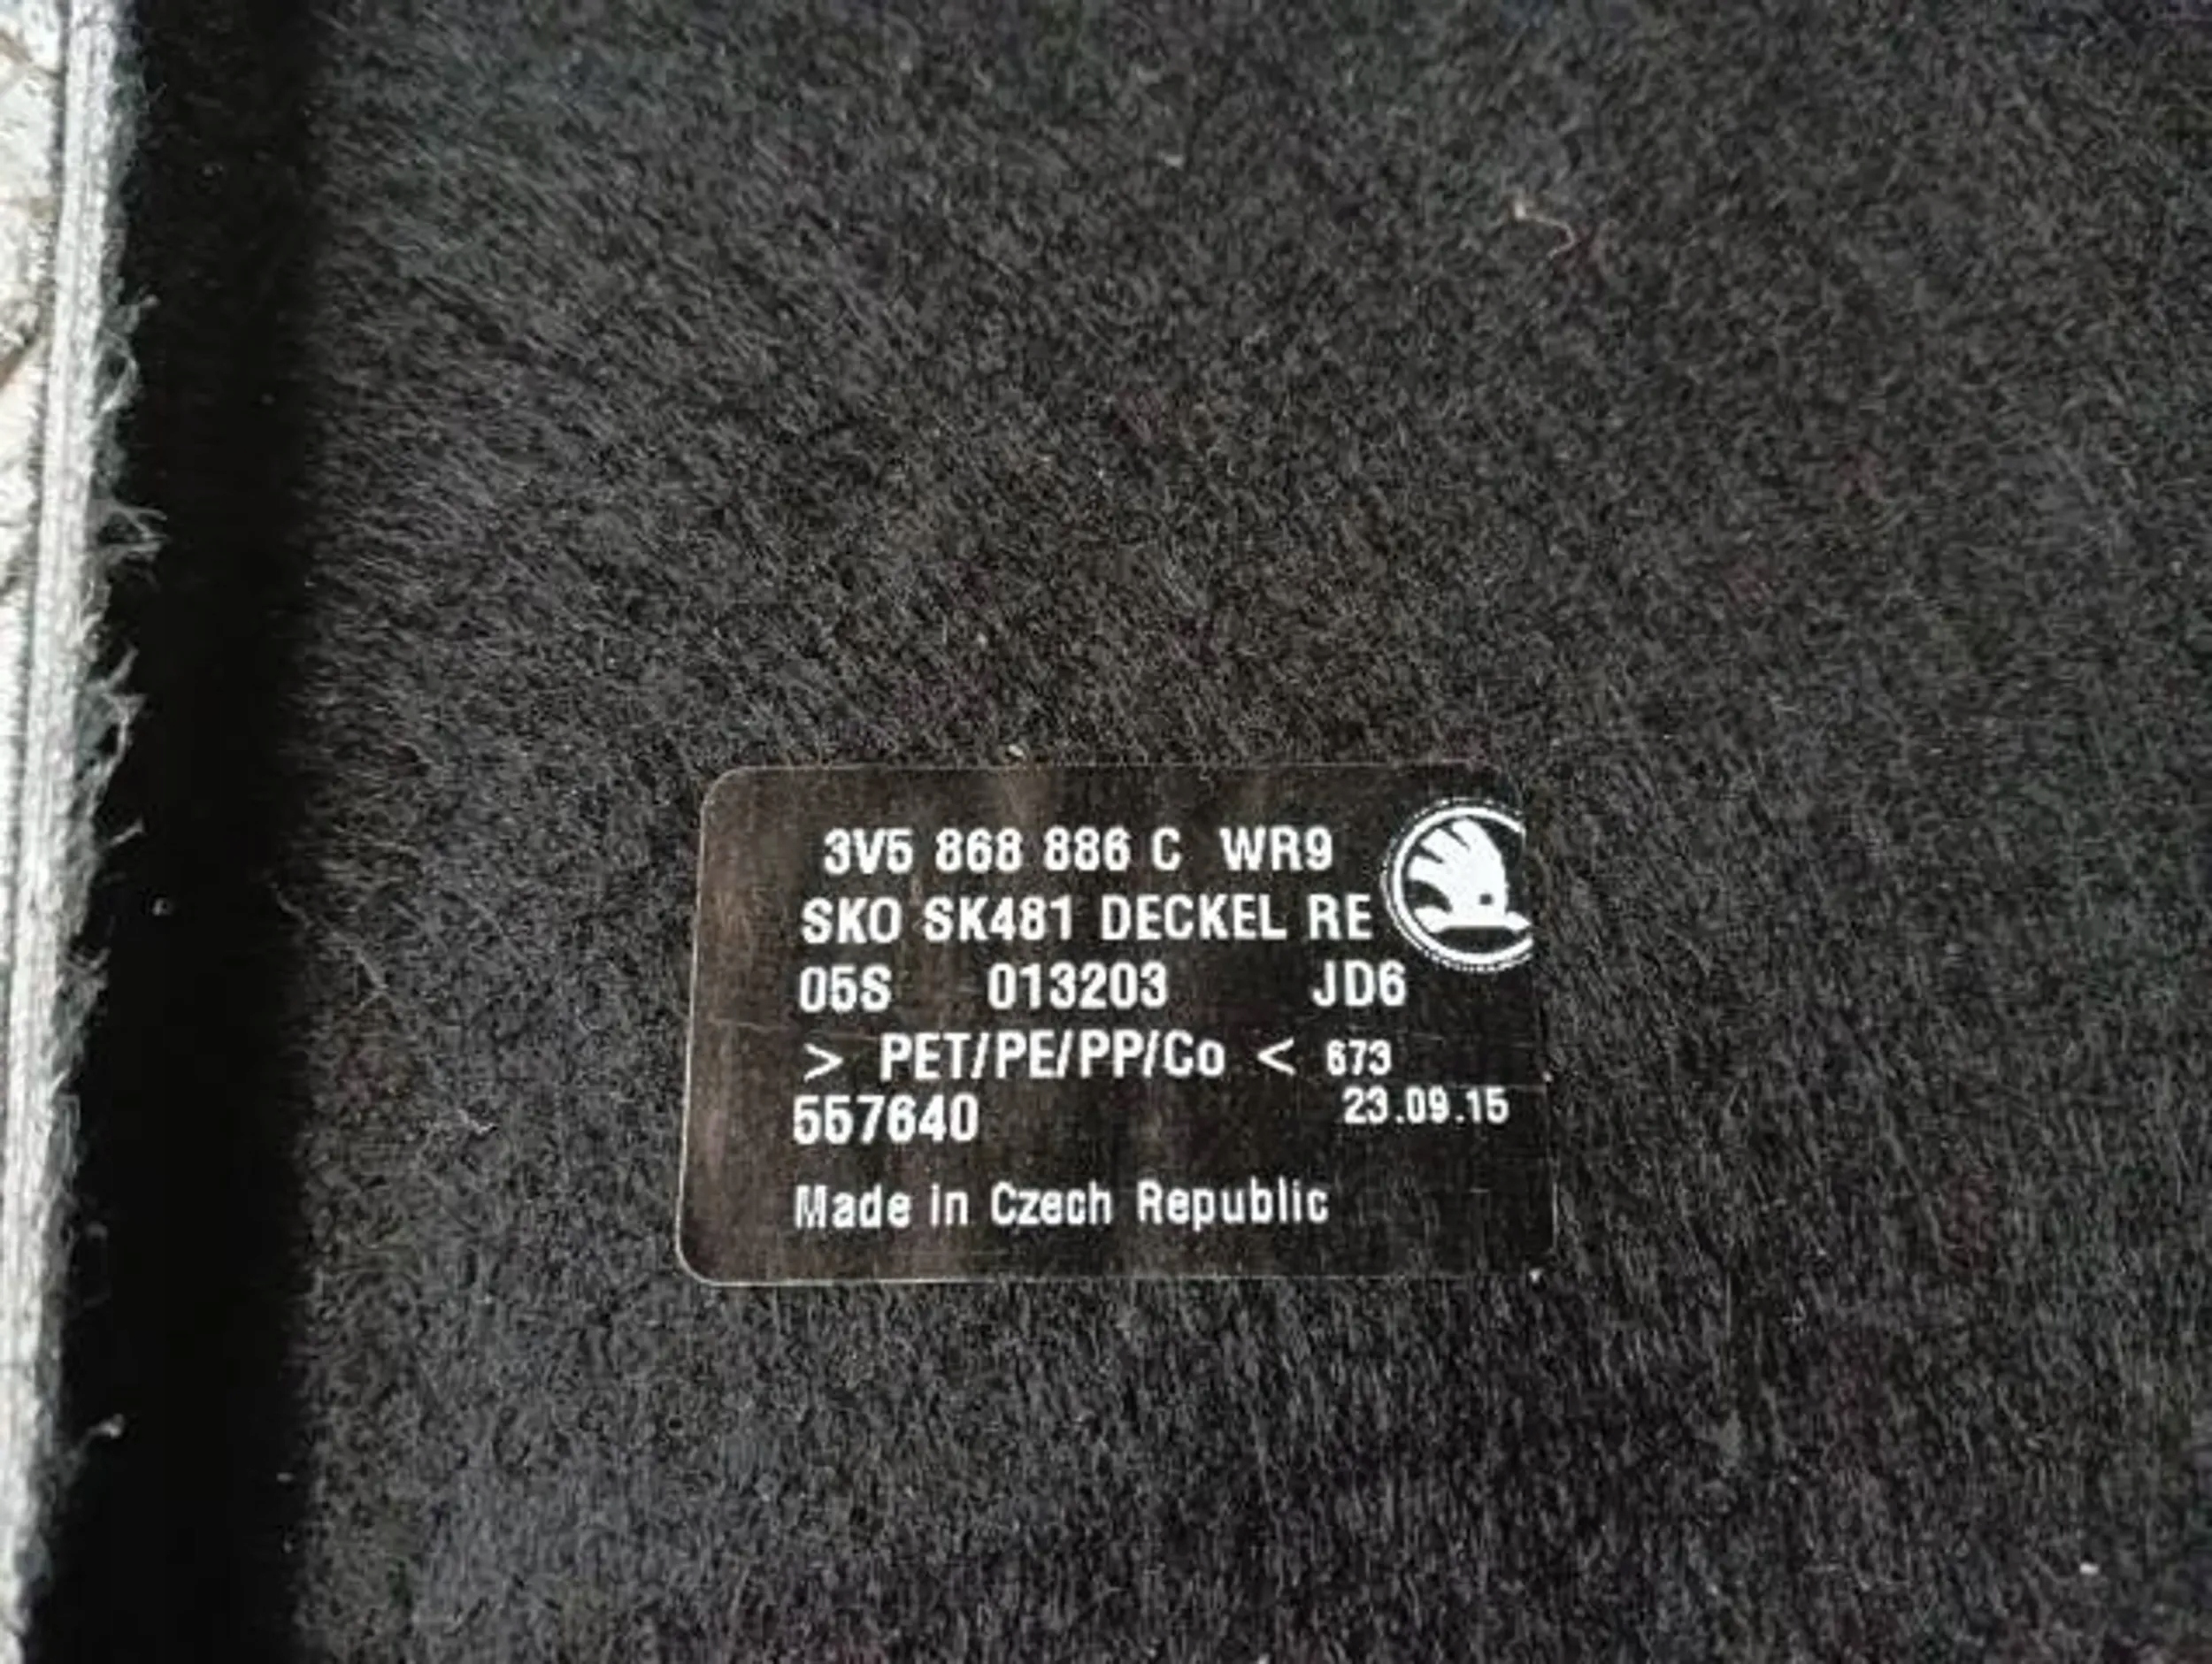 3V5 868 886 C WR9
SKO SK481 DECKEL RE
05S 013203 JD6
> PET/PE/PP/Co < 673
557640 23.09.15
Made in Czech Republic